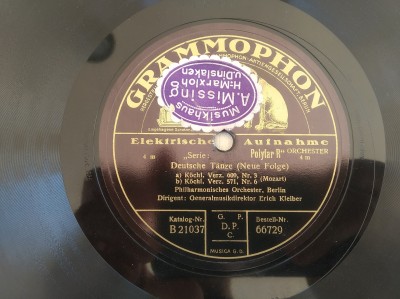 GRAMMOPHON
Musikhaus
A. Missing
H-Marxloh
u. Dinslaken
Elektrische Aufnahme
4 m „Serie: Polyfar R" ORCHESTER 4 m
Deutsche Tänze (Neue Folge)
a) Köchl. Verz. 600, Nr. 3
b) Köchl. Verz. 571, Nr. 6 (Mozart)
Philharmonisches Orchester, Berlin
Dirigent: Generalmusikdirektor Erich Kleiber
Katalog-Nr. G. P. Bestell-Nr.
B 21037 D.P. 66729
C.
MUSICA G. D.